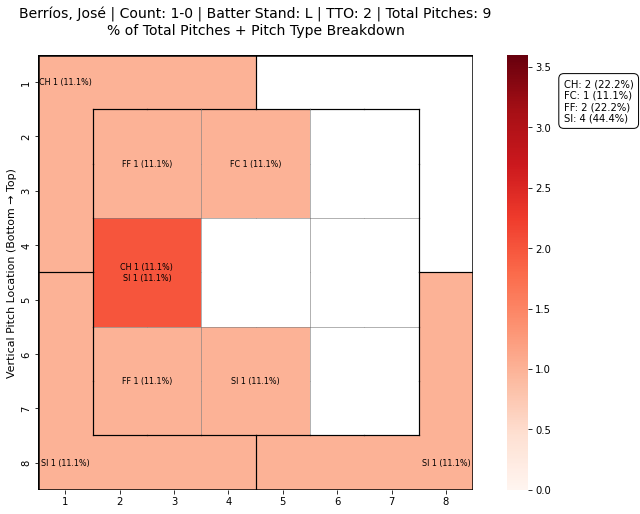 Berríos, José | Count: 1-0 | Batter Stand: L | TTO: 2 | Total Pitches: 9
% of Total Pitches + Pitch Type Breakdown
CH 1 (11.1%)
FF 1 (11.1%)
FC 1 (11.1%)
CH 1 (11.1%)
SI 1 (11.1%)
FF 1 (11.1%)
SI 1 (11.1%)
SI 1 (11.1%)
SI 1 (11.1%)
Vertical Pitch Location (Bottom → Top)
1
2
3
4
5
6
7
8
1
2
3
4
5
6
7
8
3.5
3.0
2.5
2.0
1.5
1.0
0.5
0.0
CH: 2 (22.2%)
FC: 1 (11.1%)
FF: 2 (22.2%)
SI: 4 (44.4%)